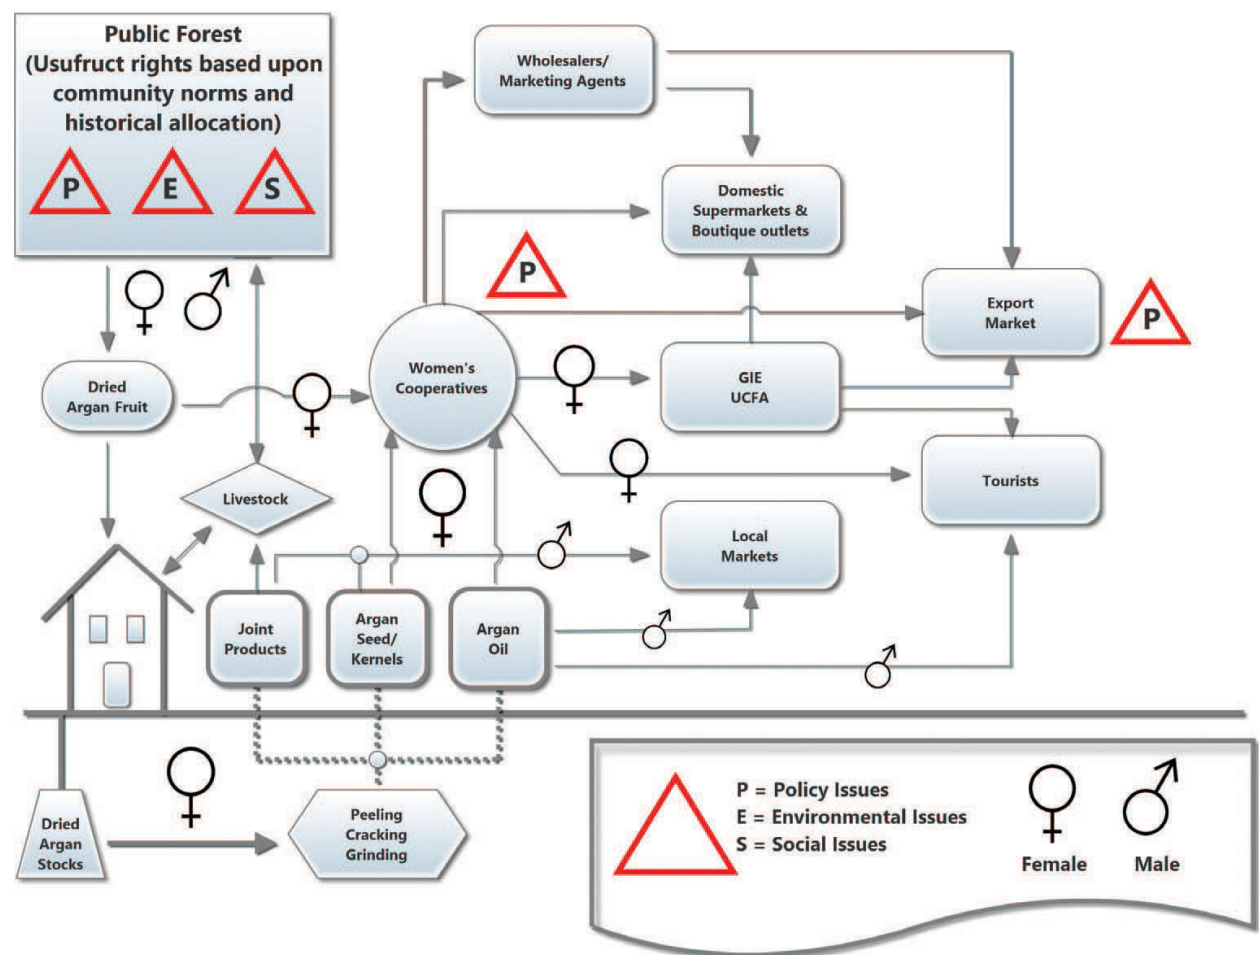 Public Forest
(Usufruct rights based upon
community norms and
historical allocation)
P
E
S
Wholesalers/
Marketing Agents
Domestic
Supermarkets &
Boutique outlets
P
Export
Market
P
Dried
Argan Fruit
Women's
Cooperatives
GIE
UCFA
Livestock
Tourists
Local
Markets
Joint
Products
Argan
Seed/
Kernels
Argan
Oil
Dried
Argan
Stocks
Peeling
Cracking
Grinding
P = Policy Issues
E = Environmental Issues
S = Social Issues
Female
Male